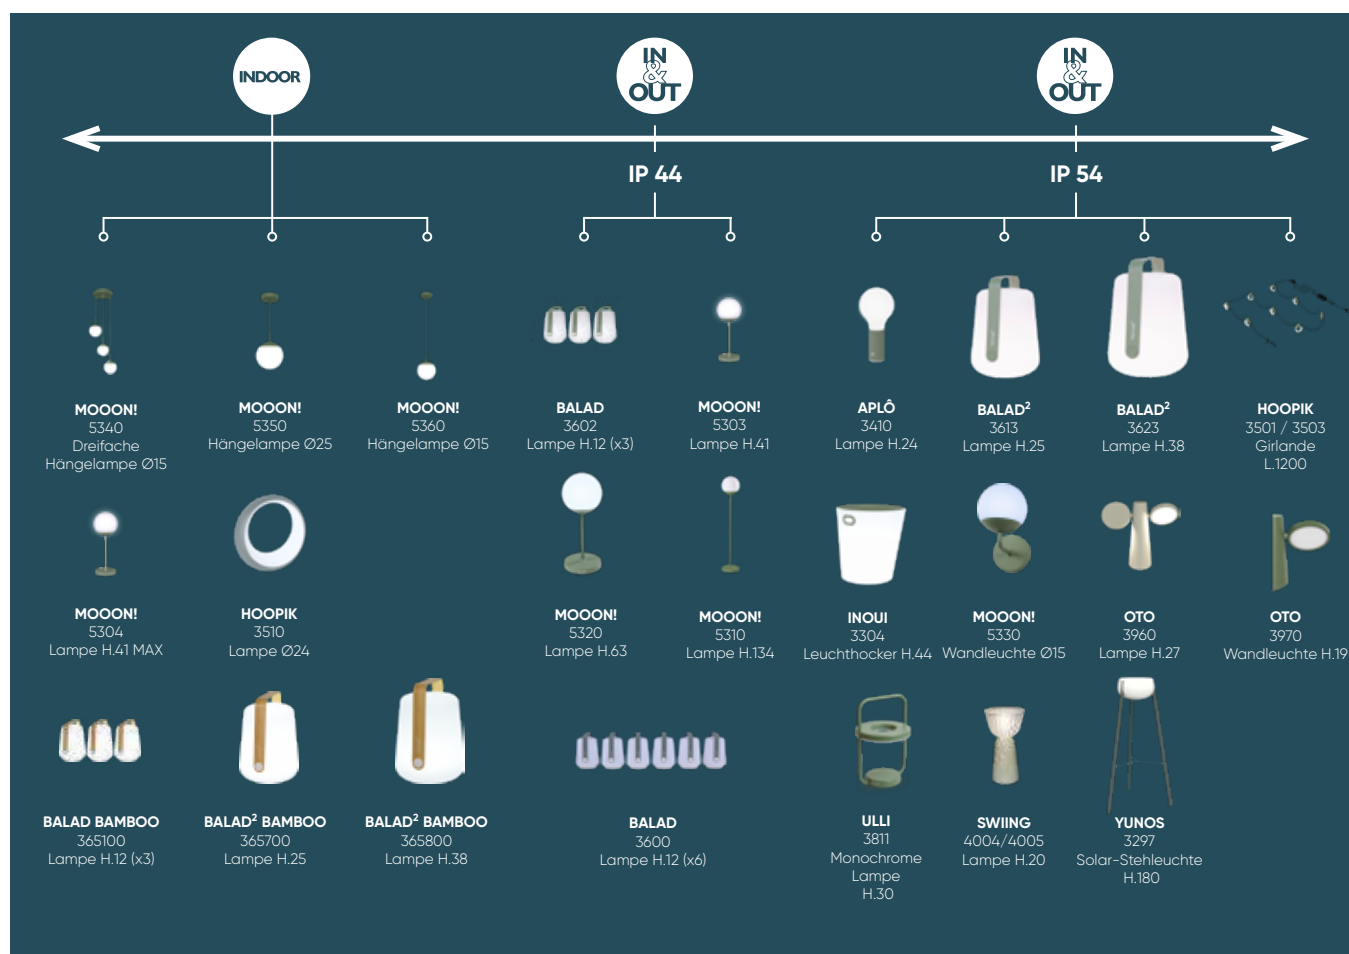 INDOOR
IN
&
OUT
IN
&
OUT
IP 44
IP 54
MOOON!
5340
Dreifache
Hängelampe Ø15
MOOON!
5350
Hängelampe Ø25
MOOON!
5360
Hängelampe Ø15
BALAD
3602
Lampe H.12 (x3)
MOOON!
5303
Lampe H.41
APLÔ
3410
Lampe H.24
BALAD²
3613
Lampe H.25
BALAD²
3623
Lampe H.38
HOOPIK
3501 / 3503
Girlande
L.1200
MOOON!
5304
Lampe H.41 MAX
HOOPIK
3510
Lampe Ø24
MOOON!
5320
Lampe H.63
MOOON!
5310
Lampe H.134
INOUI
3304
Leuchthocker H.44
MOOON!
5330
Wandleuchte Ø15
OTO
3960
Lampe H.27
OTO
3970
Wandleuchte H.19
BALAD BAMBOO
365100
Lampe H.12 (x3)
BALAD² BAMBOO
365700
Lampe H.25
BALAD² BAMBOO
365800
Lampe H.38
BALAD
3600
Lampe H.12 (x6)
ULLI
3811
Monochrome
Lampe
H.30
SWIING
4004/4005
Lampe H.20
YUNOS
3297
Solar-Stehleuchte
H.180